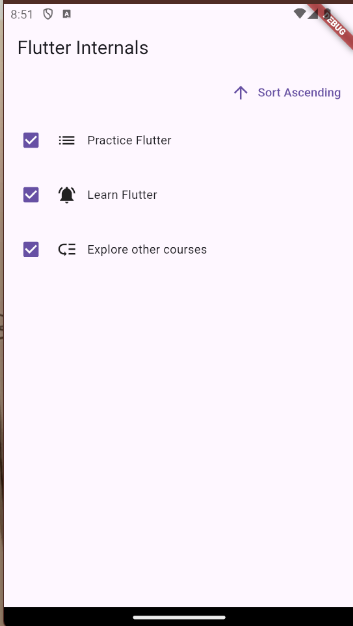 8:51
Flutter Internals
Sort Ascending
Practice Flutter
Learn Flutter
Explore other courses